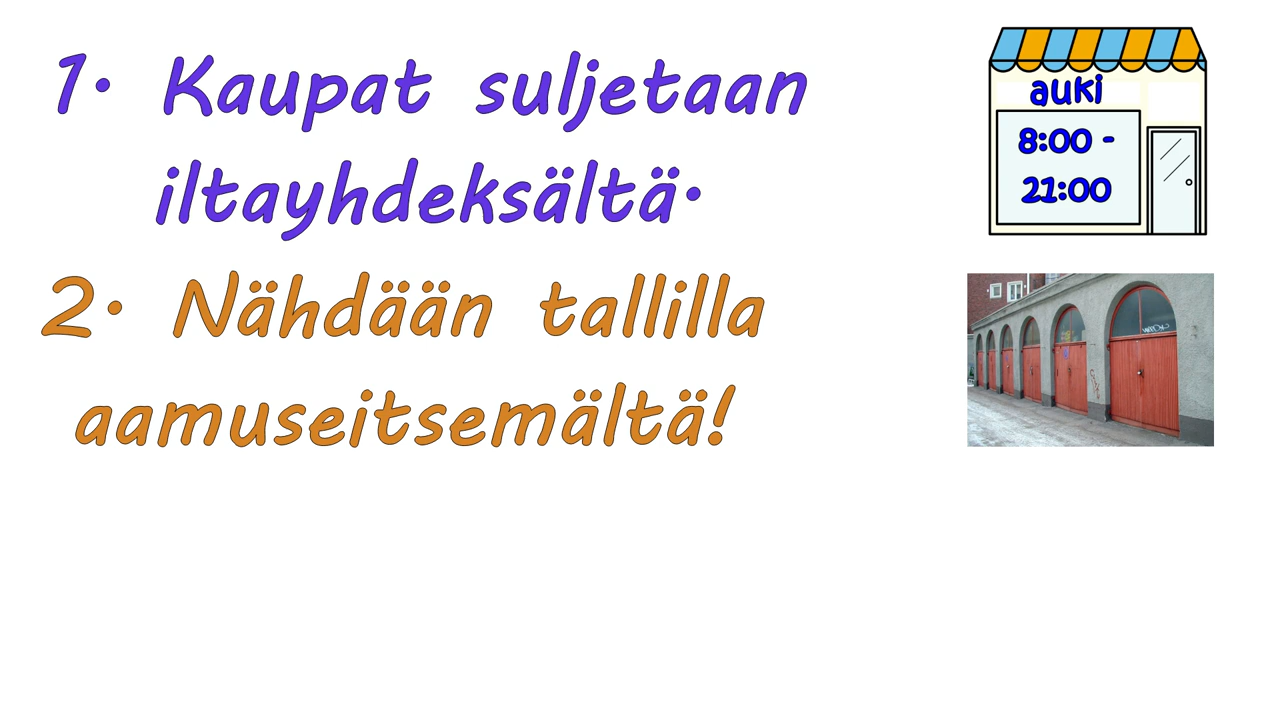 1. Kaupat suljetaan
iltayhdeksältä.
2. Nähdään tallilla
aamuseitsemältä!
auki
8:00 -
21:00